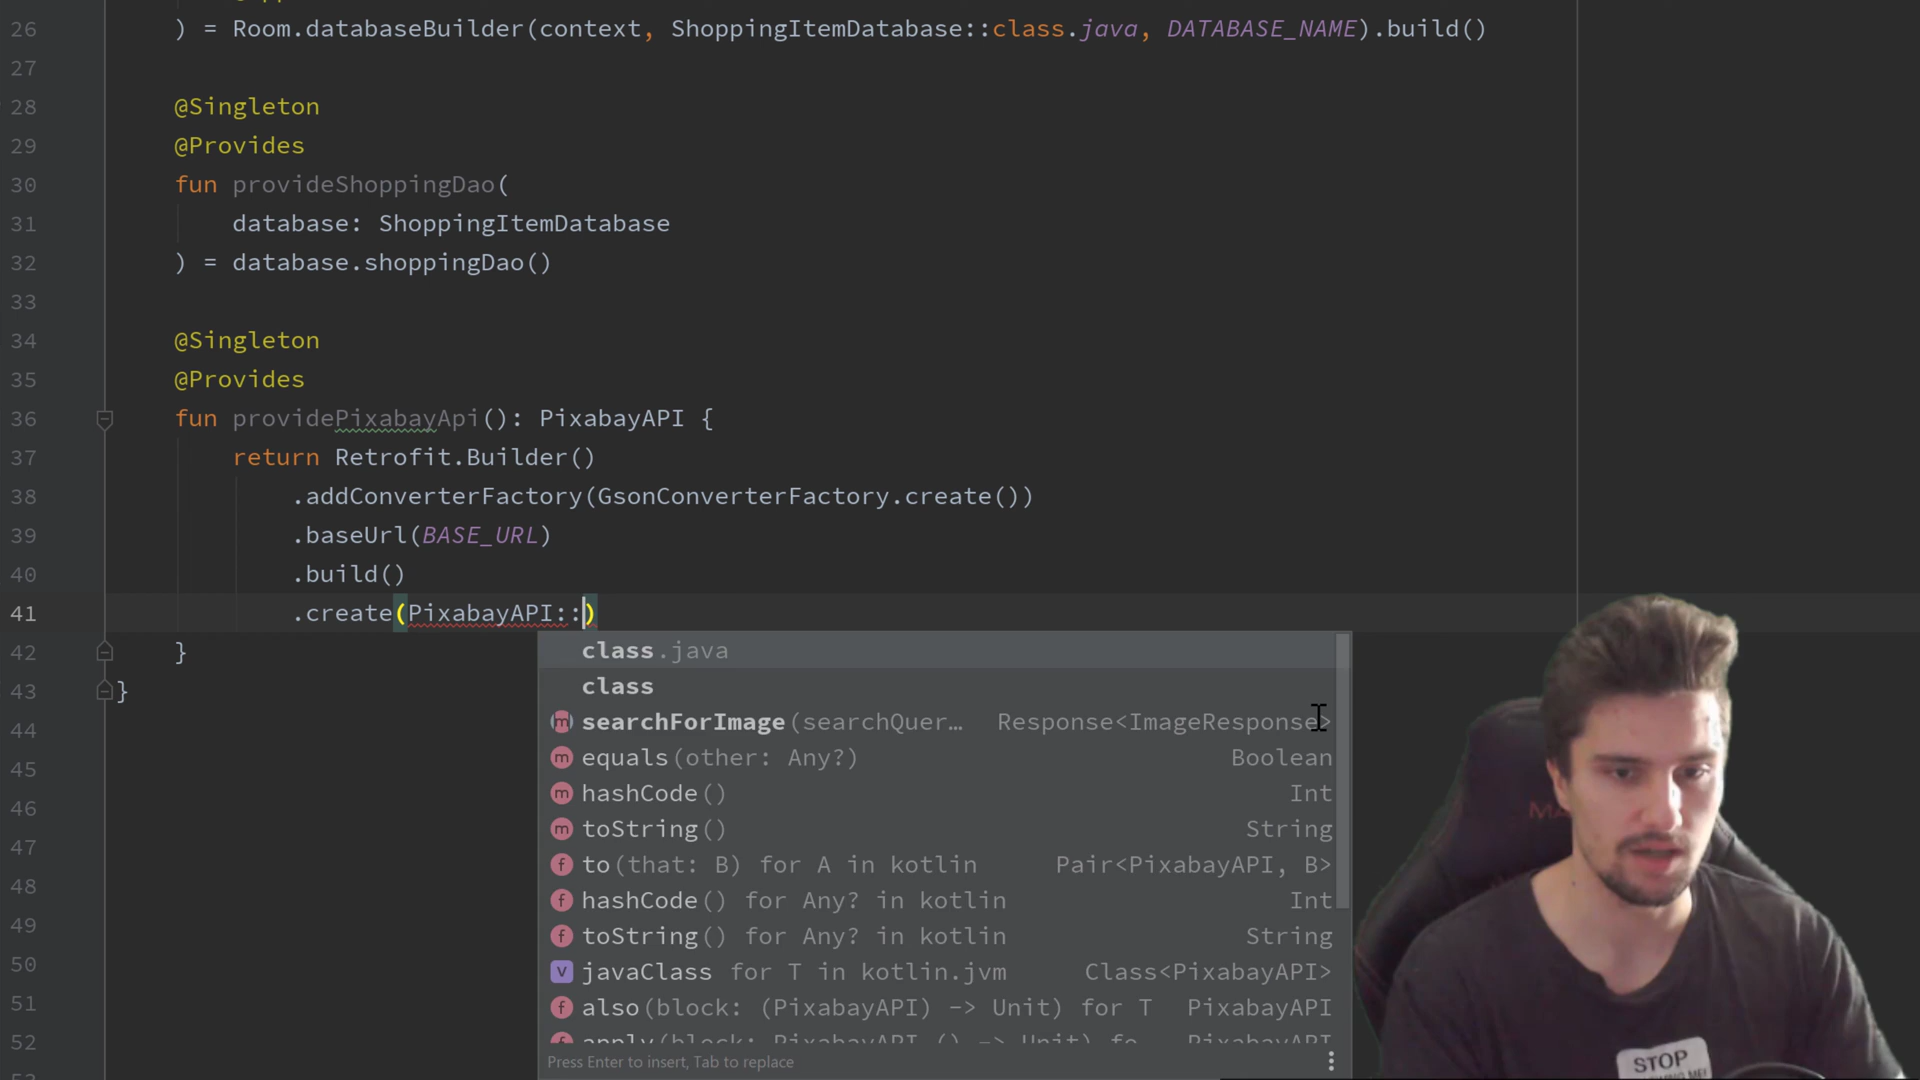 26 ) = Room.databaseBuilder(context, ShoppingItemDatabase::class.java, DATABASE_NAME).build()
27
28 @Singleton
29 @Provides
30 fun provideShoppingDao(
31 database: ShoppingItemDatabase
32 ) = database.shoppingDao()
33
34 @Singleton
35 @Provides
36 fun providePixabayApi(): PixabayAPI {
37 return Retrofit.Builder()
38 .addConverterFactory(GsonConverterFactory.create())
39 .baseUrl(BASE_URL)
40 .build()
41 .create(PixabayAPI::)
42 }
43 }
44
45
46
47
48
49
50
51
52
class.java
class
m searchForImage(searchQuer… Response<ImageResponse>
m equals(other: Any?) Boolean
m hashCode() Int
m toString() String
f to(that: B) for A in kotlin Pair<PixabayAPI, B>
f hashCode() for Any? in kotlin Int
f toString() for Any? in kotlin String
V javaClass for T in kotlin.jvm Class<PixabayAPI>
f also(block: (PixabayAPI) -> Unit) for T PixabayAPI
apply(block: PixabayAPI.() -> Unit) fo… PixabayAPI
Press Enter to insert, Tab to replace
STOP